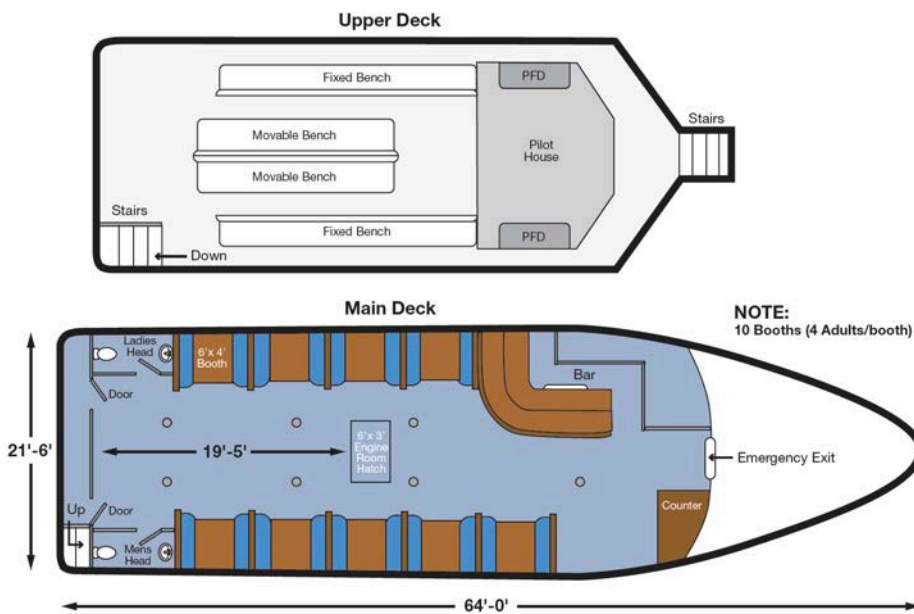 Upper Deck
Fixed Bench
PFD
Movable Bench
Movable Bench
Pilot
House
Stairs
Stairs
Down
Fixed Bench
PFD
Main Deck
NOTE:
10 Booths (4 Adults/booth)
Ladies
Head
6'x 4'
Booth
Bar
Door
21'-6'
19'-5'
6'x 3'
Engine
Room
Hatch
Emergency Exit
Up
Door
Mens
Head
Counter
64'-0'